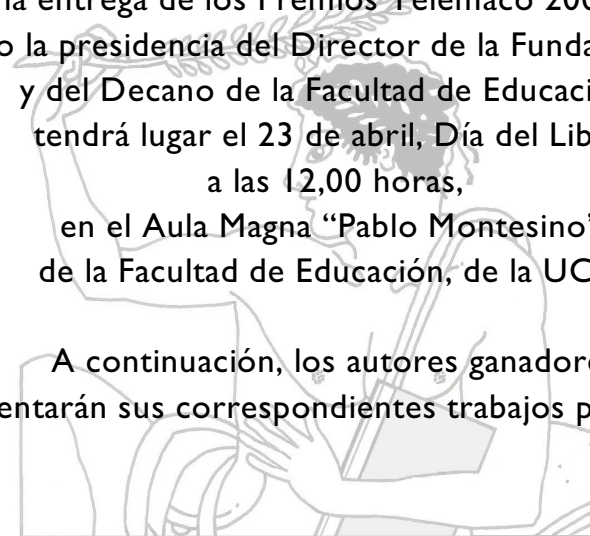 entrega de los Premios Telémaco 200
o la presidencia del Director de la Funda
y del Decano de la Facultad de Educaci
tendrá lugar el 23 de abril, Día del Lib
a las 12,00 horas,
en el Aula Magna “Pablo Montesino”
de la Facultad de Educación, de la UC
A continuación, los autores ganadore
entarán sus correspondientes trabajos p